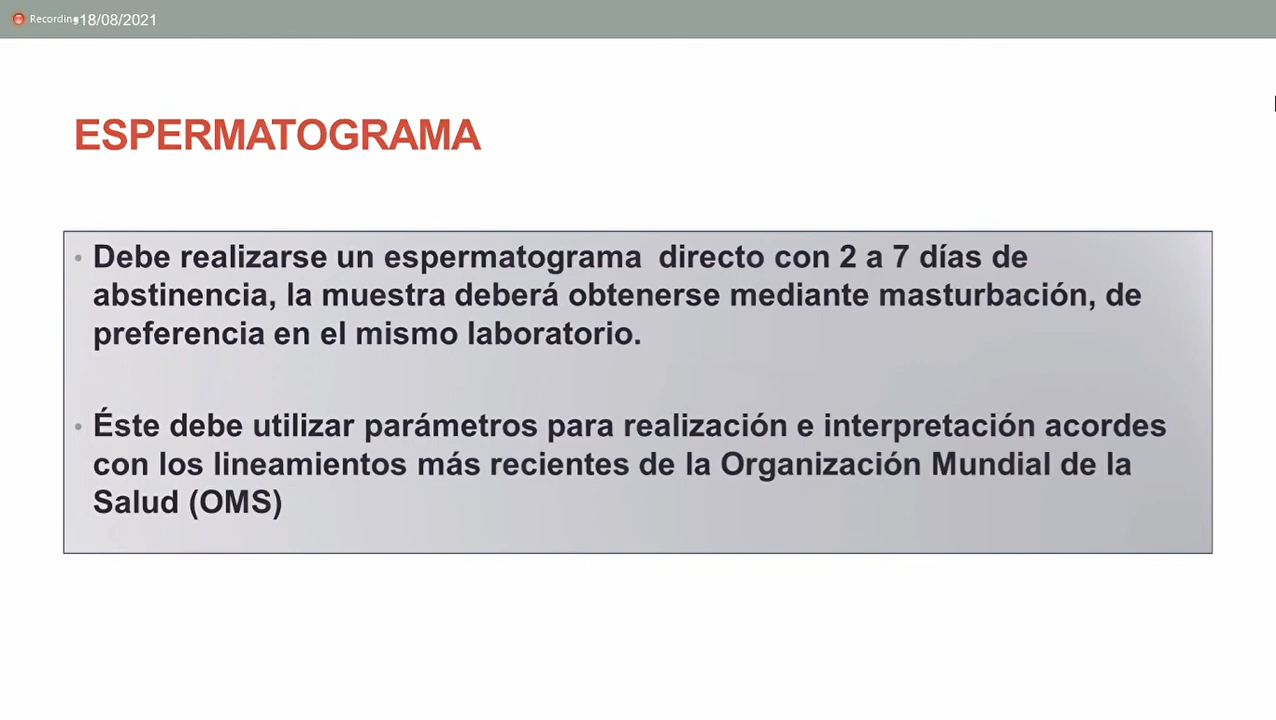 Recording
18/08/2021
ESPERMATOGRAMA
• Debe realizarse un espermatograma directo con 2 a 7 días de
abstinencia, la muestra deberá obtenerse mediante masturbación, de
preferencia en el mismo laboratorio.
• Éste debe utilizar parámetros para realización e interpretación acordes
con los lineamientos más recientes de la Organización Mundial de la
Salud (OMS)